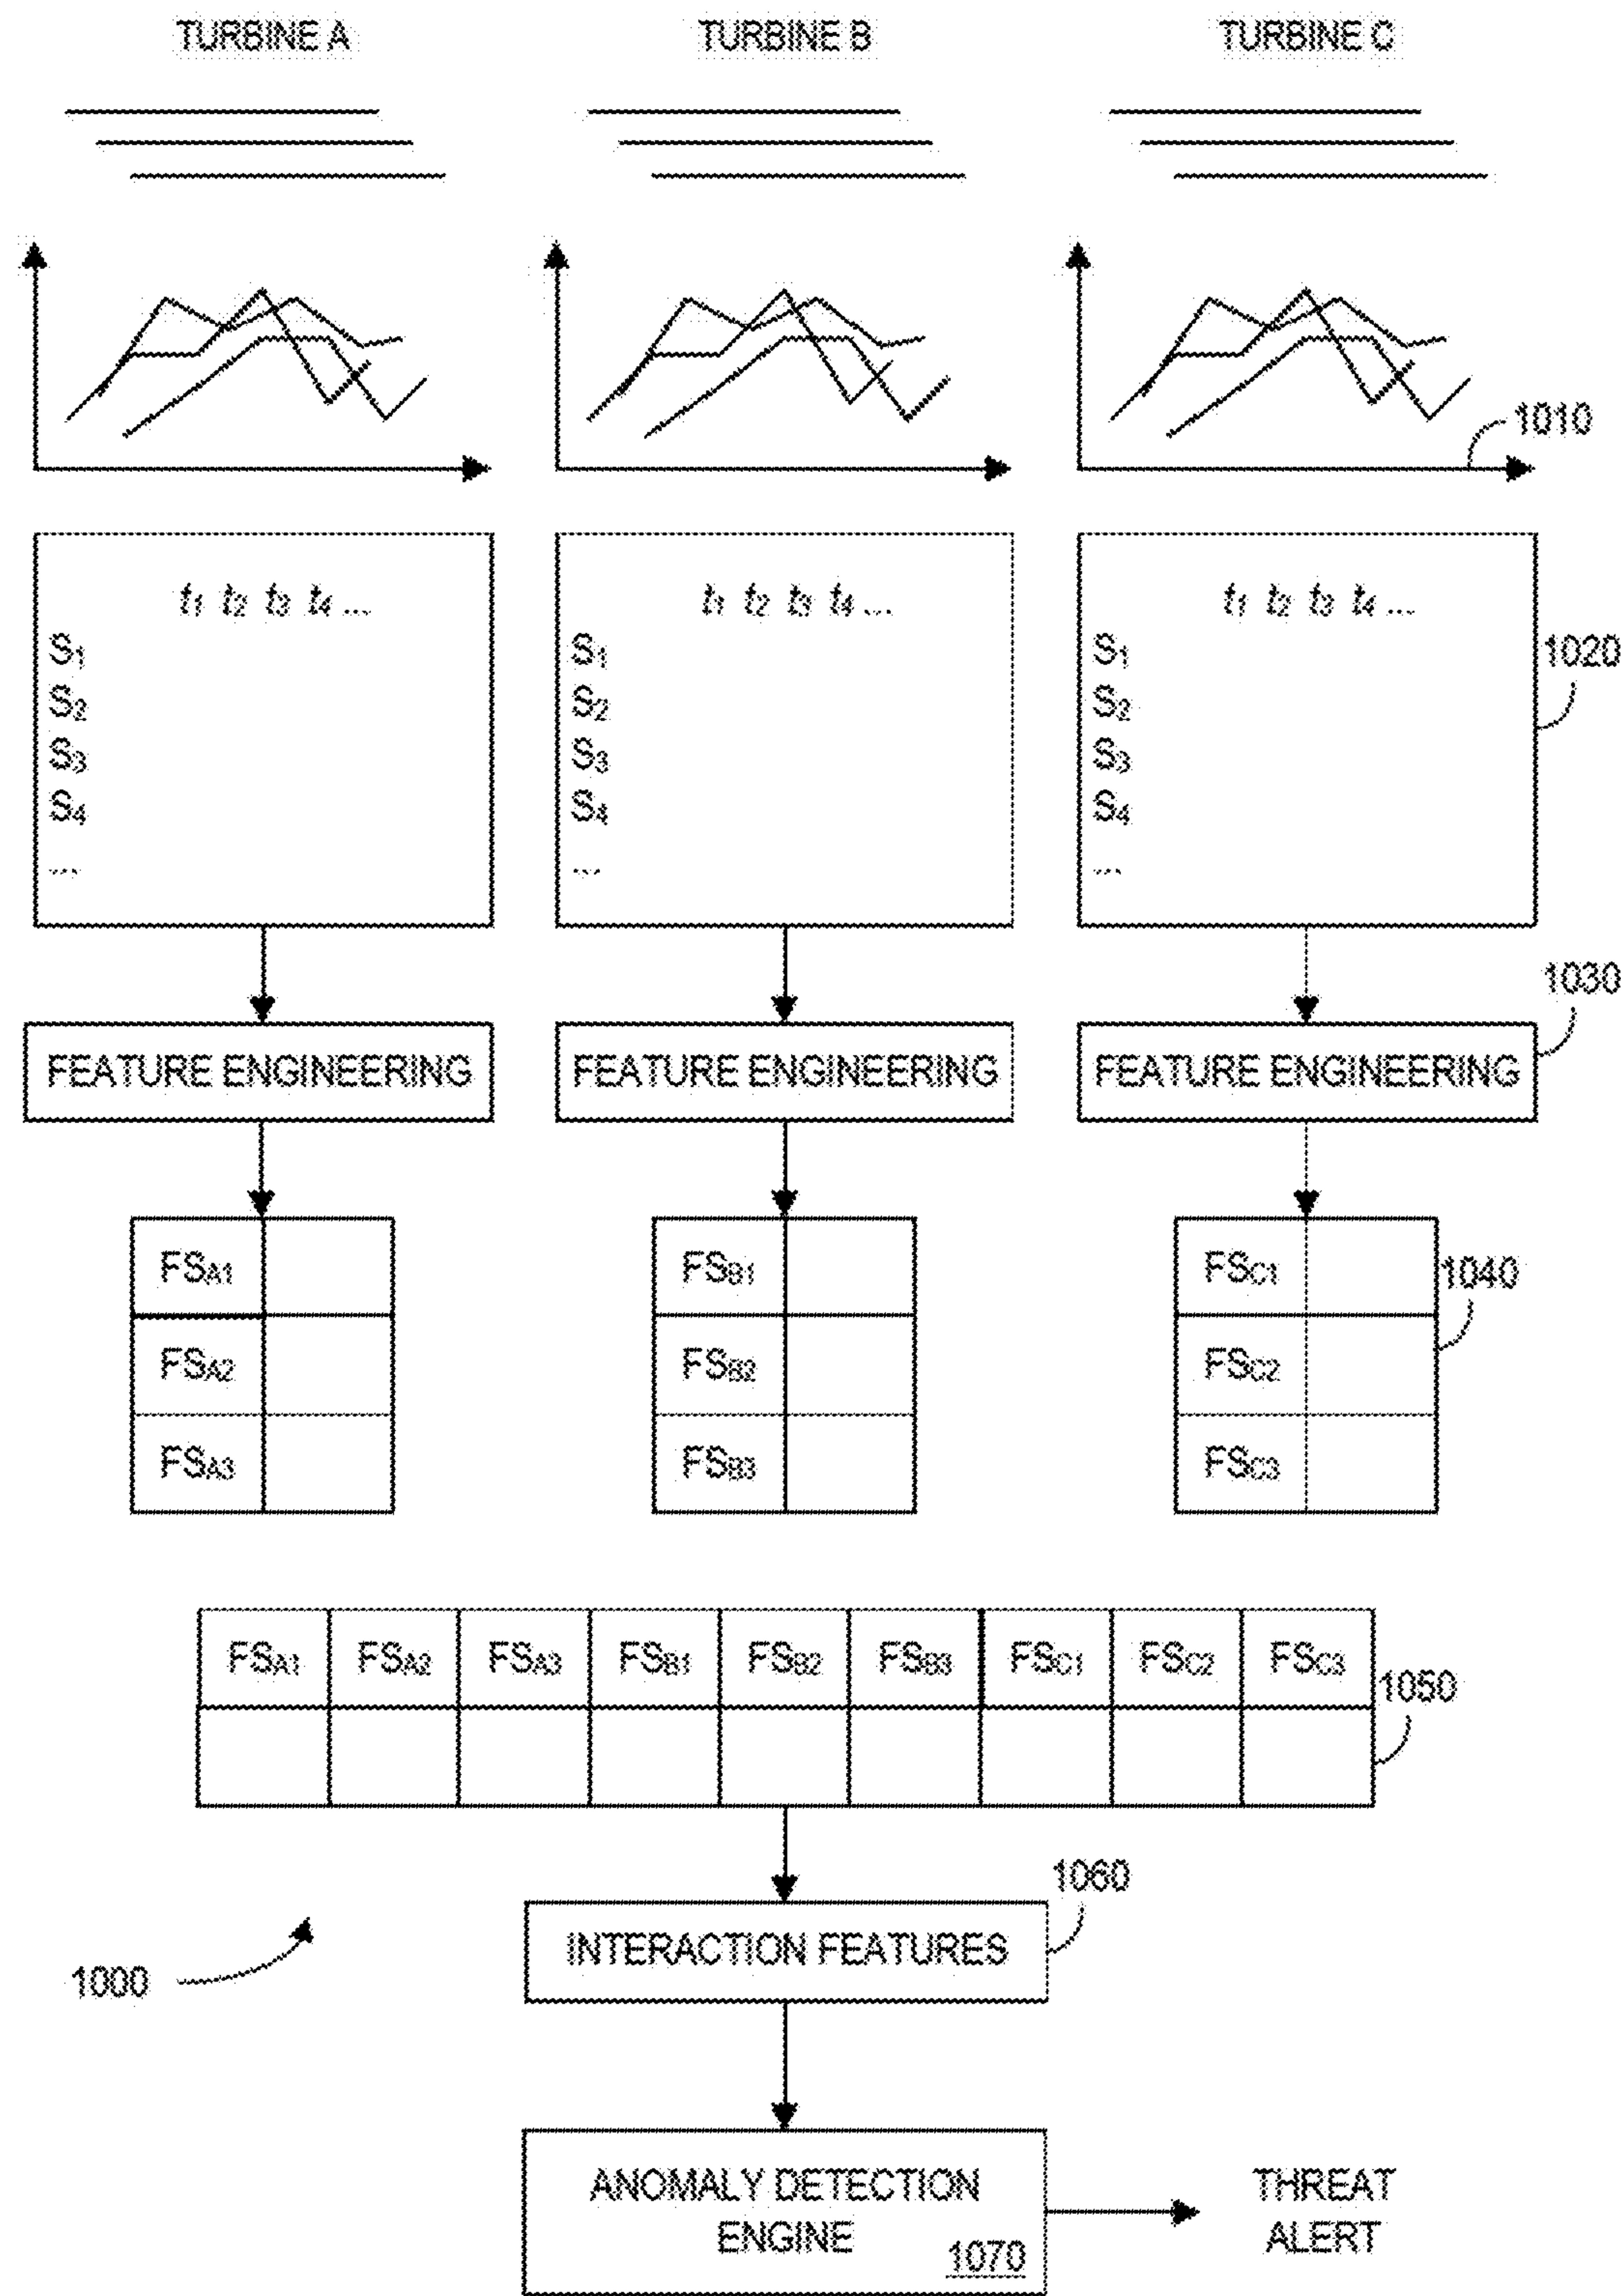 TURBINE A TURBINE B TURBINE C
1010
t1 t2 t3 t4 ... t1 t2 t3 t4 ... t1 t2 t3 t4 ...
S1 S1 S1 1020
S2 S2 S2
S3 S3 S3
S4 S4 S4
... ... ...
1030
FEATURE ENGINEERING FEATURE ENGINEERING FEATURE ENGINEERING
FSA1 FSB1 FSC1 1040
FSA2 FSB2 FSC2
FSA3 FSB3 FSC3
FSA1 FSA2 FSA3 FSB1 FSB2 FSB3 FSC1 FSC2 FSC3
1050
1060
INTERACTION FEATURES
1000
ANOMALY DETECTION
ENGINE 1070
THREAT
ALERT